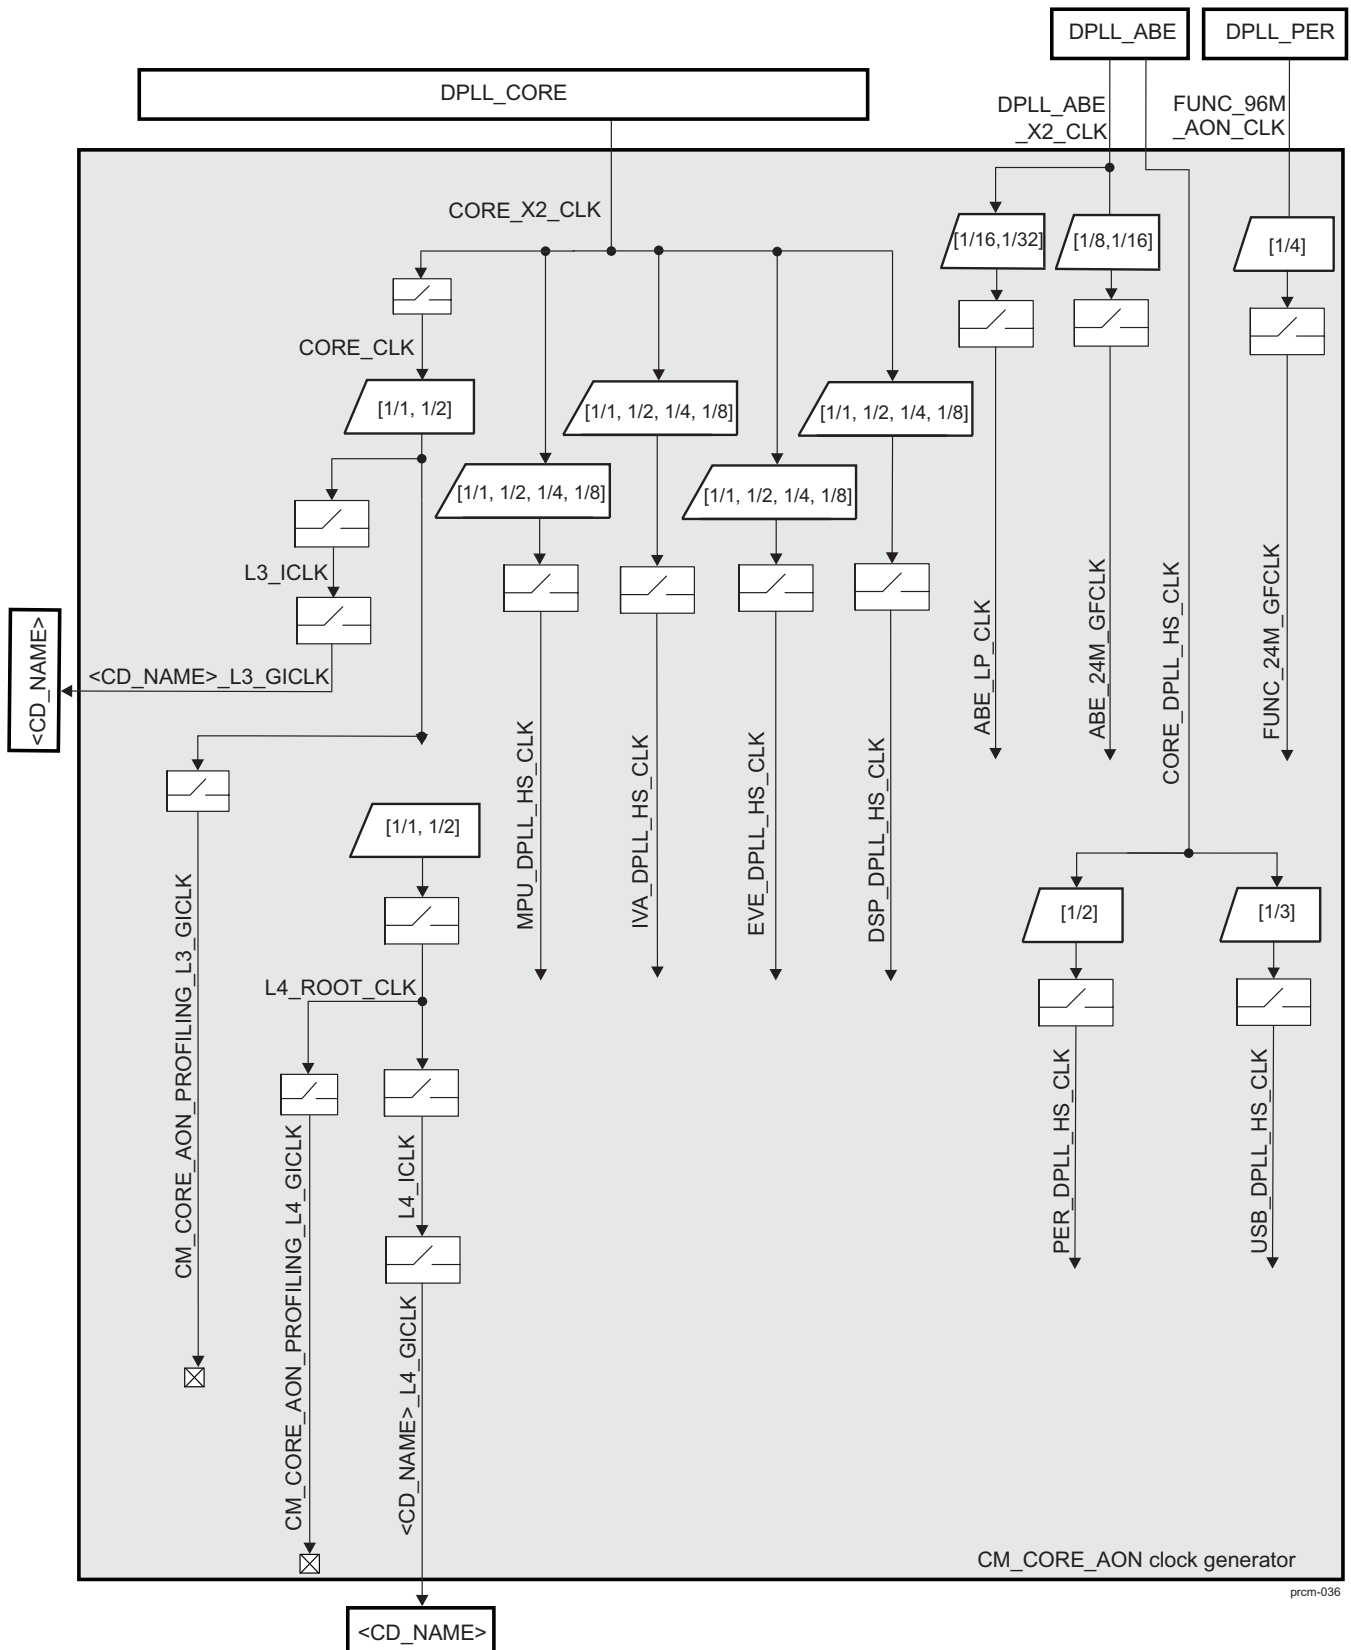 DPLL_ABE
DPLL_PER
DPLL_CORE
DPLL_ABE
_X2_CLK
FUNC_96M
_AON_CLK
CORE_X2_CLK
[1/16,1/32]
[1/8,1/16]
[1/4]
CORE_CLK
[1/1, 1/2]
[1/1, 1/2, 1/4, 1/8]
[1/1, 1/2, 1/4, 1/8]
[1/1, 1/2, 1/4, 1/8]
[1/1, 1/2, 1/4, 1/8]
L3_ICLK
<CD_NAME>
<CD_NAME>_L3_GICLK
ABE_LP_CLK
ABE_24M_GFCLK
CORE_DPLL_HS_CLK
FUNC_24M_GFCLK
MPU_DPLL_HS_CLK
IVA_DPLL_HS_CLK
EVE_DPLL_HS_CLK
DSP_DPLL_HS_CLK
[1/1, 1/2]
[1/2]
[1/3]
CM_CORE_AON_PROFILING_L3_GICLK
L4_ROOT_CLK
CM_CORE_AON_PROFILING_L4_GICLK
L4_ICLK
PER_DPLL_HS_CLK
USB_DPLL_HS_CLK
<CD_NAME>_L4_GICLK
CM_CORE_AON clock generator
prcm-036
<CD_NAME>